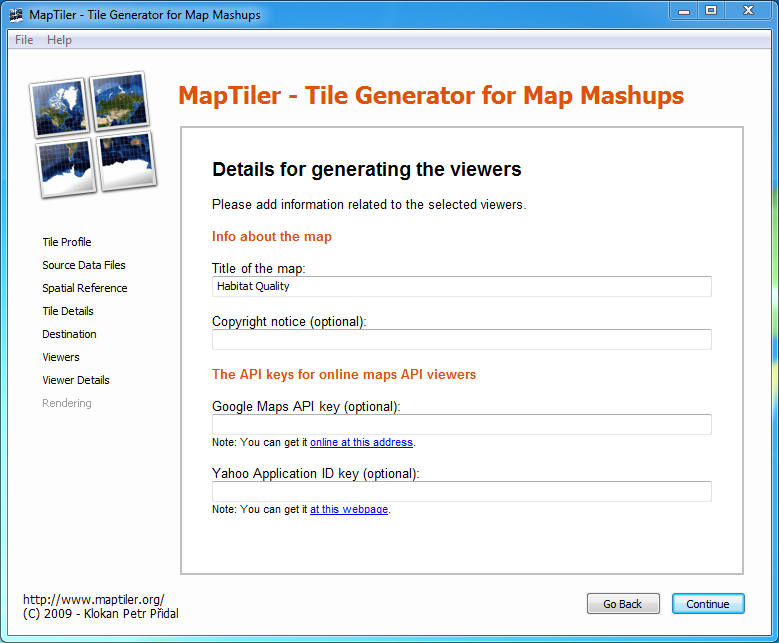 MapTiler - Tile Generator for Map Mashups
File Help
MapTiler - Tile Generator for Map Mashups
Details for generating the viewers
Please add information related to the selected viewers.
Info about the map
Title of the map:
Habitat Quality
Copyright notice (optional):
The API keys for online maps API viewers
Google Maps API key (optional):
Note: You can get it online at this address.
Yahoo Application ID key (optional):
Note: You can get it at this webpage.
Tile Profile
Source Data Files
Spatial Reference
Tile Details
Destination
Viewers
Viewer Details
Rendering
http://www.maptiler.org/
(C) 2009 - Klokan Petr Přidal
Go Back
Continue